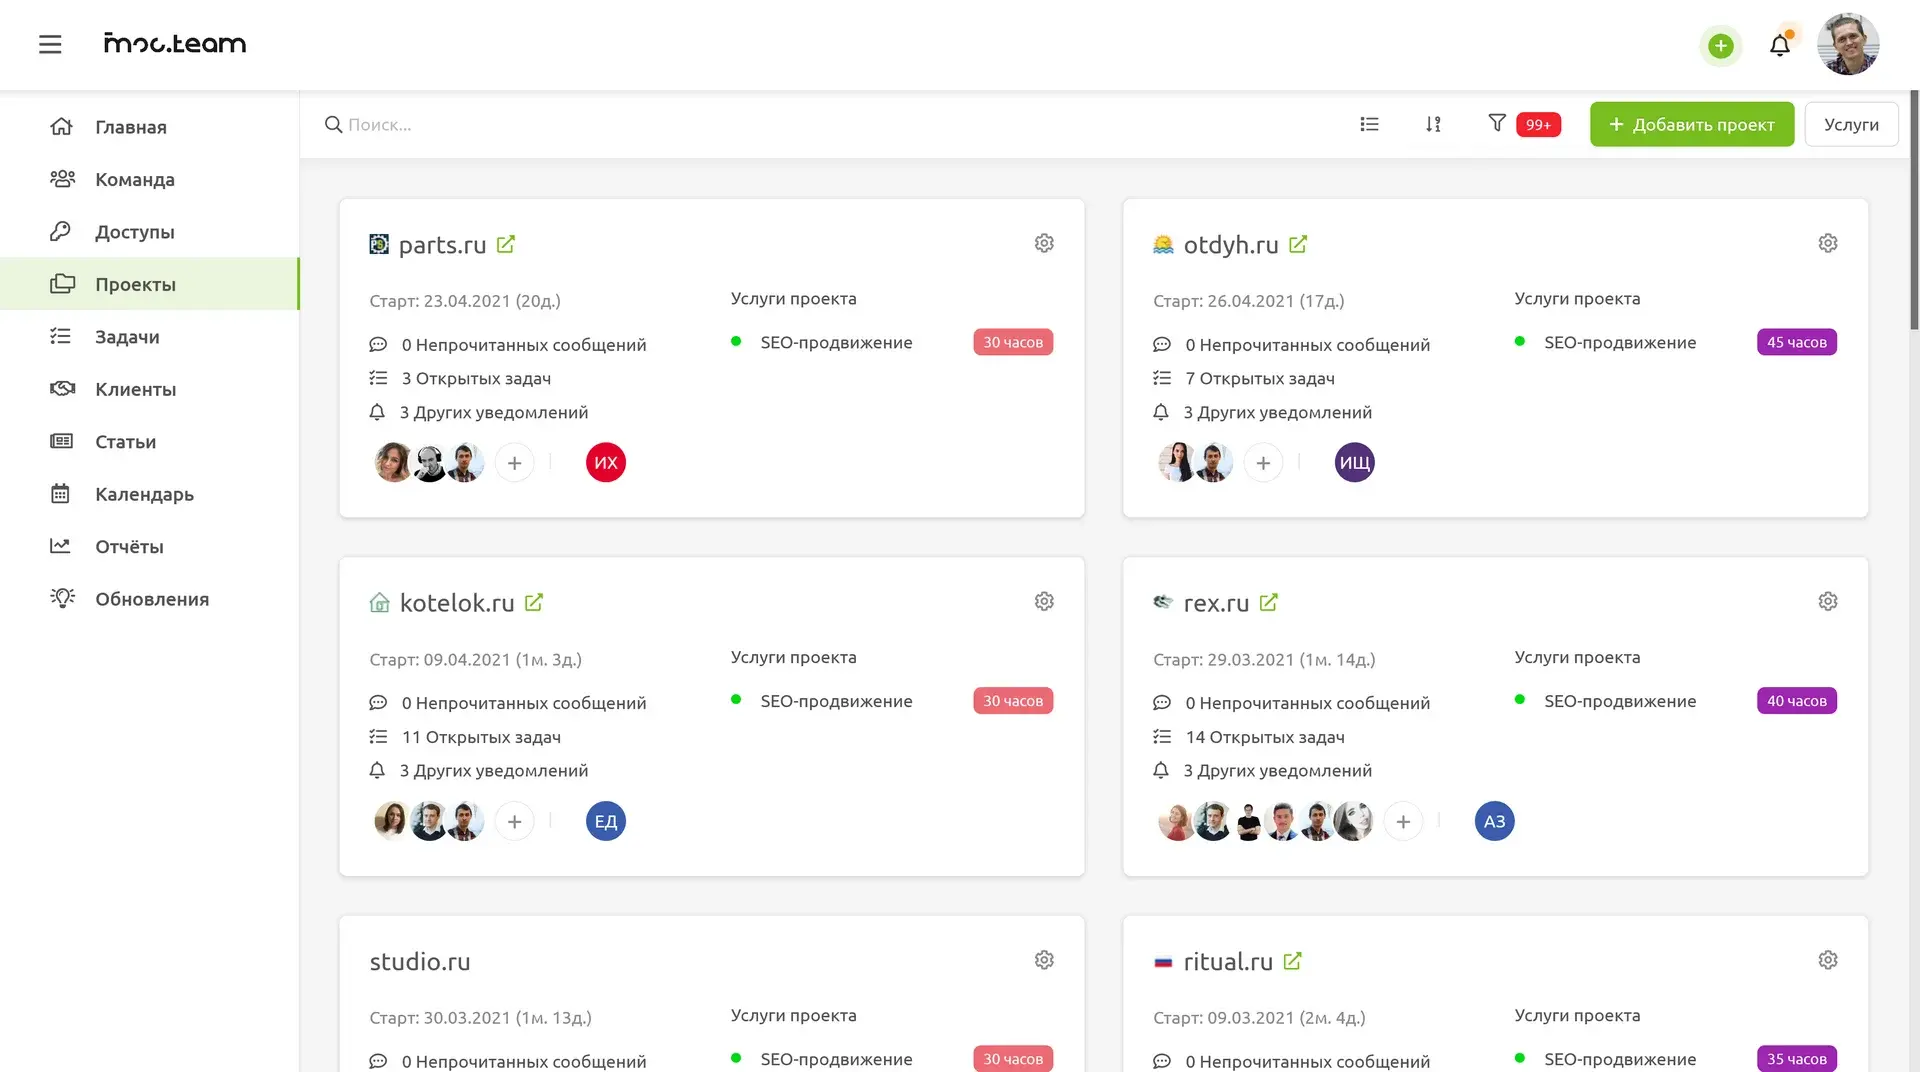 moc.team
Главная
Команда
Доступы
Проекты
Задачи
Клиенты
Статьи
Календарь
Отчёты
Обновления
Поиск...
99+
+ Добавить проект
Услуги
parts.ru
Старт: 23.04.2021 (20д.)
Услуги проекта
0 Непрочитанных сообщений
SEO-продвижение
30 часов
3 Открытых задач
3 Других уведомлений
ИХ
otdyh.ru
Старт: 26.04.2021 (17д.)
Услуги проекта
0 Непрочитанных сообщений
SEO-продвижение
45 часов
7 Открытых задач
3 Других уведомлений
ИЩ
kotelok.ru
Старт: 09.04.2021 (1м. 3д.)
Услуги проекта
0 Непрочитанных сообщений
SEO-продвижение
30 часов
11 Открытых задач
3 Других уведомлений
ЕД
rex.ru
Старт: 29.03.2021 (1м. 14д.)
Услуги проекта
0 Непрочитанных сообщений
SEO-продвижение
40 часов
14 Открытых задач
3 Других уведомлений
АЗ
studio.ru
Старт: 30.03.2021 (1м. 13д.)
Услуги проекта
0 Непрочитанных сообщений
SEO-продвижение
30 часов
ritual.ru
Старт: 09.03.2021 (2м. 4д.)
Услуги проекта
0 Непрочитанных сообщений
SEO-продвижение
35 часов